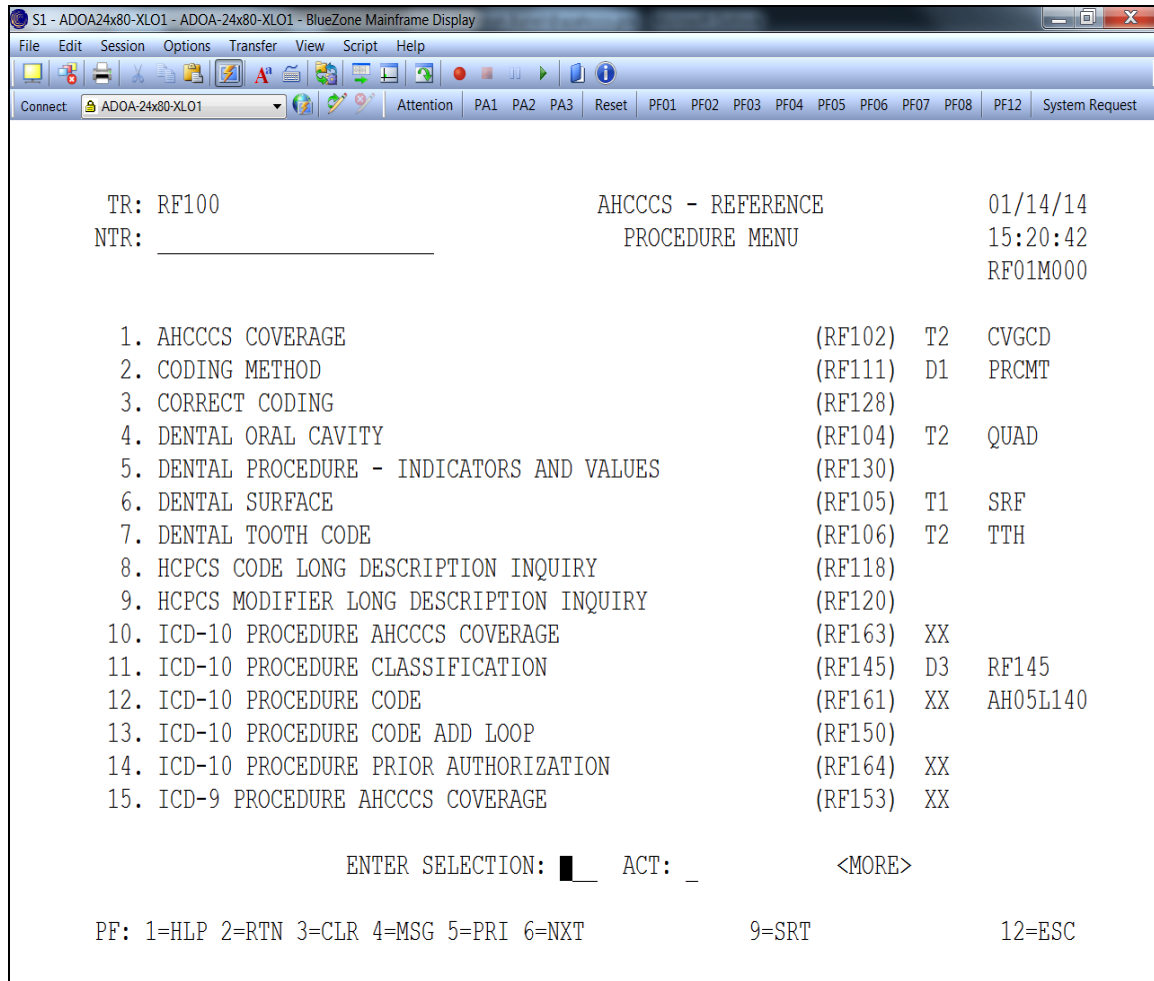 S1 - ADOA24x80-XLO1 - ADOA-24x80-XLO1 - BlueZone Mainframe Display
File Edit Session Options Transfer View Script Help
Connect ADOA-24x80-XLO1 Attention PA1 PA2 PA3 Reset PF01 PF02 PF03 PF04 PF05 PF06 PF07 PF08 PF12 System Request
TR: RF100 AHCCCS - REFERENCE 01/14/14
NTR: PROCEDURE MENU 15:20:42
RF01M000
1. AHCCCS COVERAGE (RF102) T2 CVGCD
2. CODING METHOD (RF111) D1 PRCMT
3. CORRECT CODING (RF128)
4. DENTAL ORAL CAVITY (RF104) T2 QUAD
5. DENTAL PROCEDURE - INDICATORS AND VALUES (RF130)
6. DENTAL SURFACE (RF105) T1 SRF
7. DENTAL TOOTH CODE (RF106) T2 TTH
8. HCPCS CODE LONG DESCRIPTION INQUIRY (RF118)
9. HCPCS MODIFIER LONG DESCRIPTION INQUIRY (RF120)
10. ICD-10 PROCEDURE AHCCCS COVERAGE (RF163) XX
11. ICD-10 PROCEDURE CLASSIFICATION (RF145) D3 RF145
12. ICD-10 PROCEDURE CODE (RF161) XX AH05L140
13. ICD-10 PROCEDURE CODE ADD LOOP (RF150)
14. ICD-10 PROCEDURE PRIOR AUTHORIZATION (RF164) XX
15. ICD-9 PROCEDURE AHCCCS COVERAGE (RF153) XX
ENTER SELECTION: __ ACT: _ <MORE>
PF: 1=HLP 2=RTN 3=CLR 4=MSG 5=PRI 6=NXT 9=SRT 12=ESC